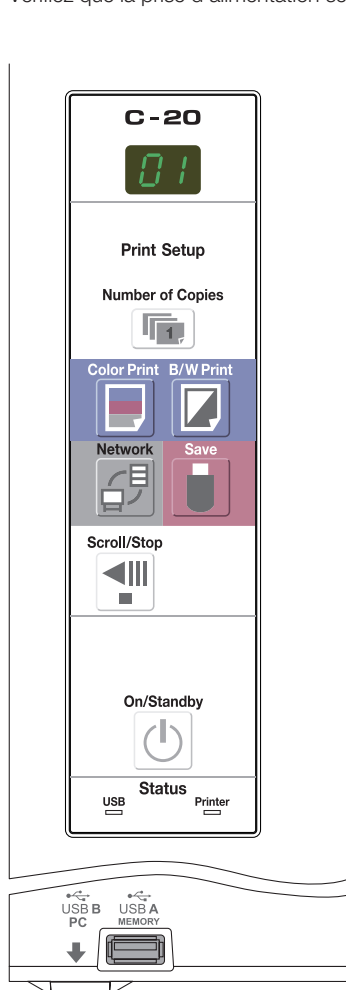 Vérifiez que la prise d'alimentation se
C-20
01
Print Setup
Number of Copies
1
Color Print B/W Print
Network Save
Scroll/Stop
On/Standby
Status
USB Printer
USB B USB A
PC MEMORY